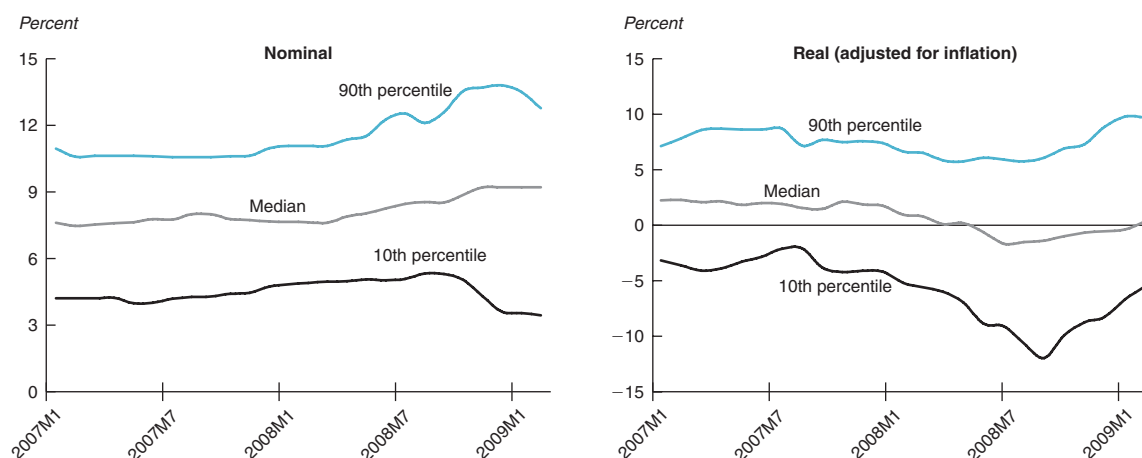 Percent
Nominal
15
12
9
6
3
0
90th percentile
Median
10th percentile
2007M1
2007M7
2008M1
2008M7
2009M1
Percent
Real (adjusted for inflation)
15
10
5
0
−5
−10
−15
90th percentile
Median
10th percentile
2007M1
2007M7
2008M1
2008M7
2009M1